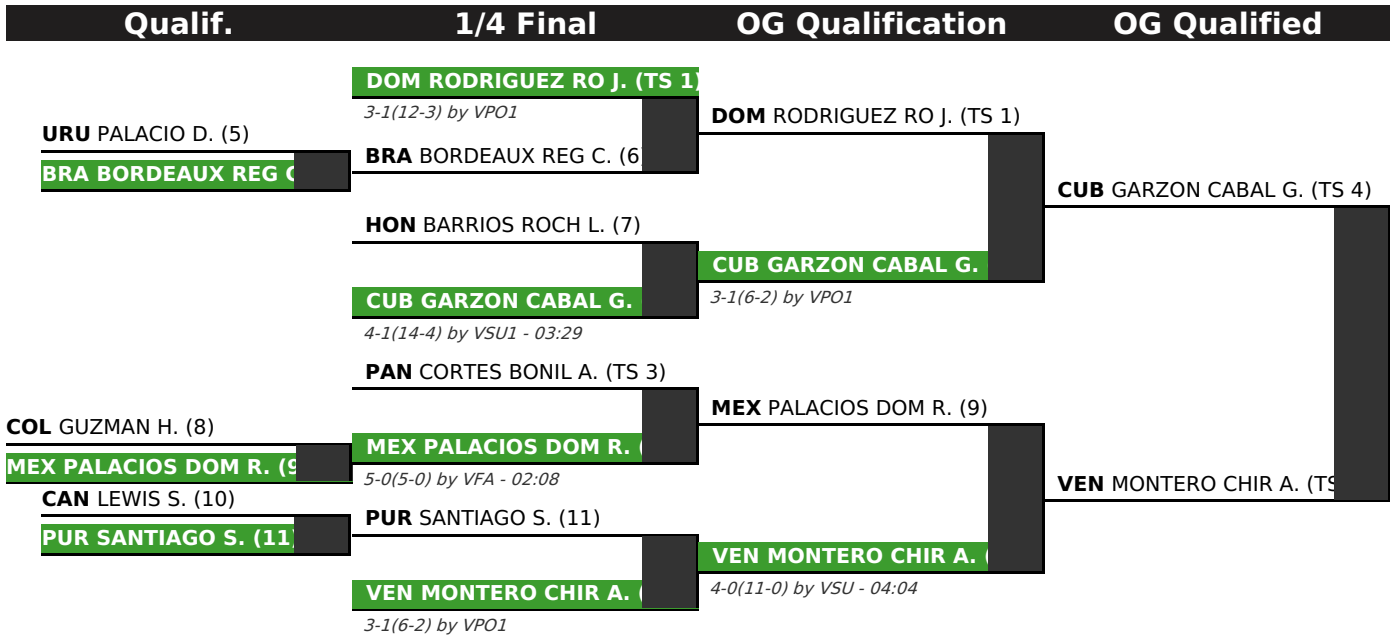 Qualif. 1/4 Final OG Qualification OG Qualified
URU PALACIO D. (5)
BRA BORDEAUX REG
COL GUZMAN H. (8)
MEX PALACIOS DOM R. (9
CAN LEWIS S. (10)
PUR SANTIAGO S. (11)
DOM RODRIGUEZ RO J. (TS 1)
3-1(12-3) by VPO1
BRA BORDEAUX REG C. (6
HON BARRIOS ROCH L. (7)
CUB GARZON CABAL G.
4-1(14-4) by VSU1 - 03:29
PAN CORTES BONIL A. (TS 3)
MEX PALACIOS DOM R. (
5-0(5-0) by VFA - 02:08
PUR SANTIAGO S. (11)
VEN MONTERO CHIR A. (
3-1(6-2) by VPO1
DOM RODRIGUEZ RO J. (TS 1)
CUB GARZON CABAL G.
3-1(6-2) by VPO1
MEX PALACIOS DOM R. (9)
VEN MONTERO CHIR A. (
4-0(11-0) by VSU - 04:04
CUB GARZON CABAL G. (TS 4)
VEN MONTERO CHIR A. (TS